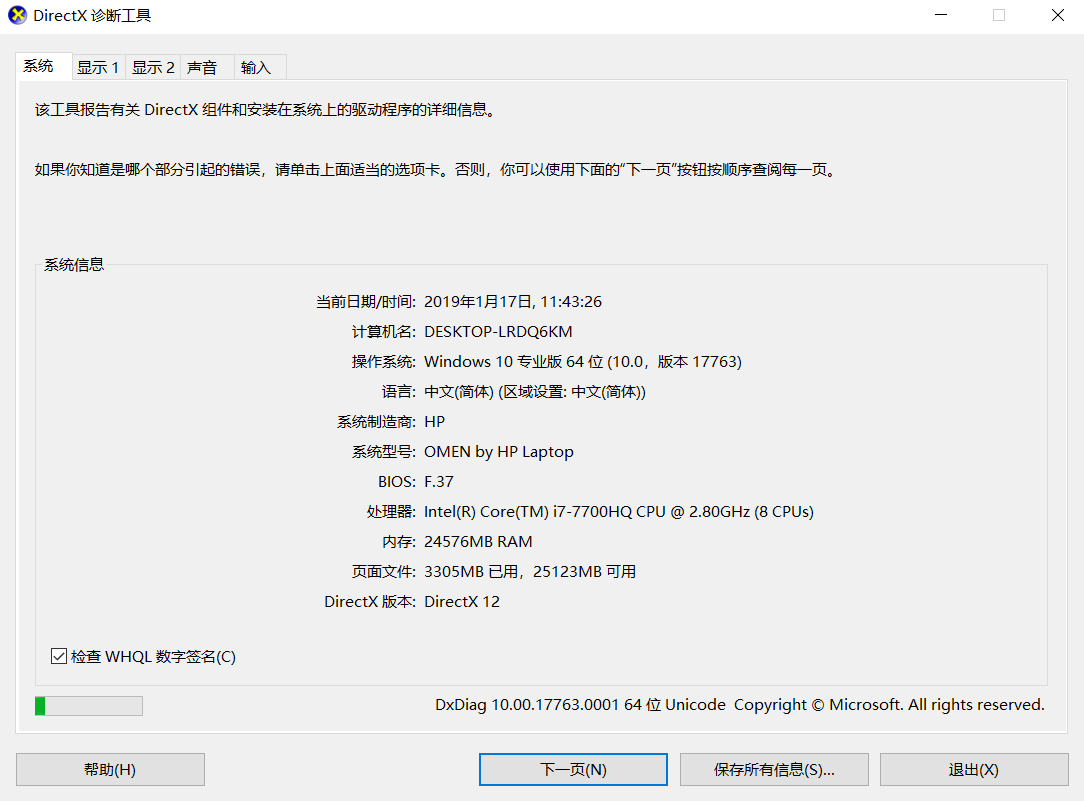 DirectX 诊断工具
系统 显示 1 显示 2 声音 输入
该工具报告有关 DirectX 组件和安装在系统上的驱动程序的详细信息。
如果你知道是哪个部分引起的错误，请单击上面适当的选项卡。否则，你可以使用下面的“下一页”按钮按顺序查阅每一页。
系统信息
当前日期/时间: 2019年1月17日, 11:43:26
计算机名: DESKTOP-LRDQ6KM
操作系统: Windows 10 专业版 64 位 (10.0，版本 17763)
语言: 中文(简体) (区域设置: 中文(简体))
系统制造商: HP
系统型号: OMEN by HP Laptop
BIOS: F.37
处理器: Intel(R) Core(TM) i7-7700HQ CPU @ 2.80GHz (8 CPUs)
内存: 24576MB RAM
页面文件: 3305MB 已用，25123MB 可用
DirectX 版本: DirectX 12
检查 WHQL 数字签名(C)
DxDiag 10.00.17763.0001 64 位 Unicode Copyright © Microsoft. All rights reserved.
帮助(H) 下一页(N) 保存所有信息(S)... 退出(X)